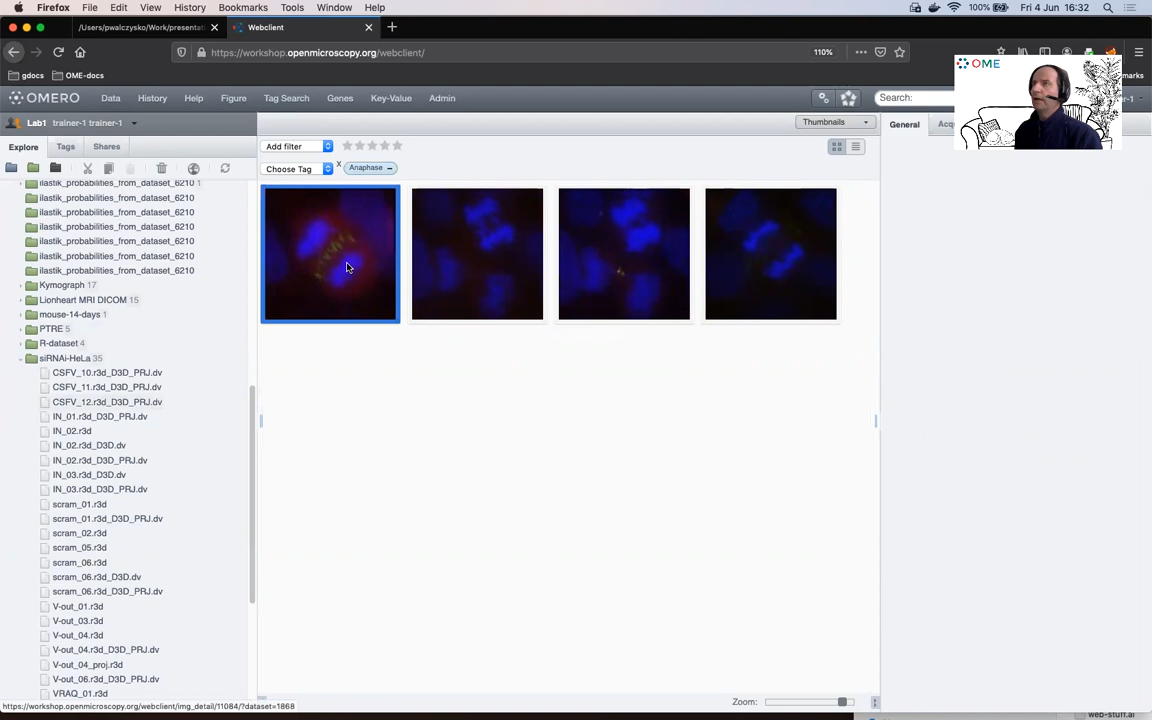 Firefox File Edit View History Bookmarks Tools Window Help 100% Fri 4 Jun 16:32
/Users/pwalczysko/Work/presentati
Webclient
https://workshop.openmicroscopy.org/webclient/
110%
gdocs OME-docs
OME
OMERO Data History Help Figure Tag Search Genes Key-Value Admin Search:
Lab1 trainer-1 trainer-1
Thumbnails
General
Explore Tags Shares
Add filter
Choose Tag x Anaphase –
ilastik_probabilities_from_dataset_6210 1
ilastik_probabilities_from_dataset_6210
ilastik_probabilities_from_dataset_6210
ilastik_probabilities_from_dataset_6210
ilastik_probabilities_from_dataset_6210
ilastik_probabilities_from_dataset_6210
ilastik_probabilities_from_dataset_6210
Kymograph 17
Lionheart MRI DICOM 15
mouse-14-days 1
PTRE 5
R-dataset 4
siRNAi-HeLa 35
CSFV_10.r3d_D3D_PRJ.dv
CSFV_11.r3d_D3D_PRJ.dv
CSFV_12.r3d_D3D_PRJ.dv
IN_01.r3d_D3D_PRJ.dv
IN_02.r3d
IN_02.r3d_D3D.dv
IN_02.r3d_D3D_PRJ.dv
IN_03.r3d_D3D.dv
IN_03.r3d_D3D_PRJ.dv
scram_01.r3d
scram_01.r3d_D3D_PRJ.dv
scram_02.r3d
scram_05.r3d
scram_06.r3d
scram_06.r3d_D3D.dv
scram_06.r3d_D3D_PRJ.dv
V-out_01.r3d
V-out_03.r3d
V-out_04.r3d
V-out_04.r3d_D3D_PRJ.dv
V-out_04_proj.r3d
V-out_06.r3d_D3D_PRJ.dv
VRAQ_01.r3d
Zoom:
https://workshop.openmicroscopy.org/webclient/img_detail/11084/?dataset=1868
web-stuff.ai